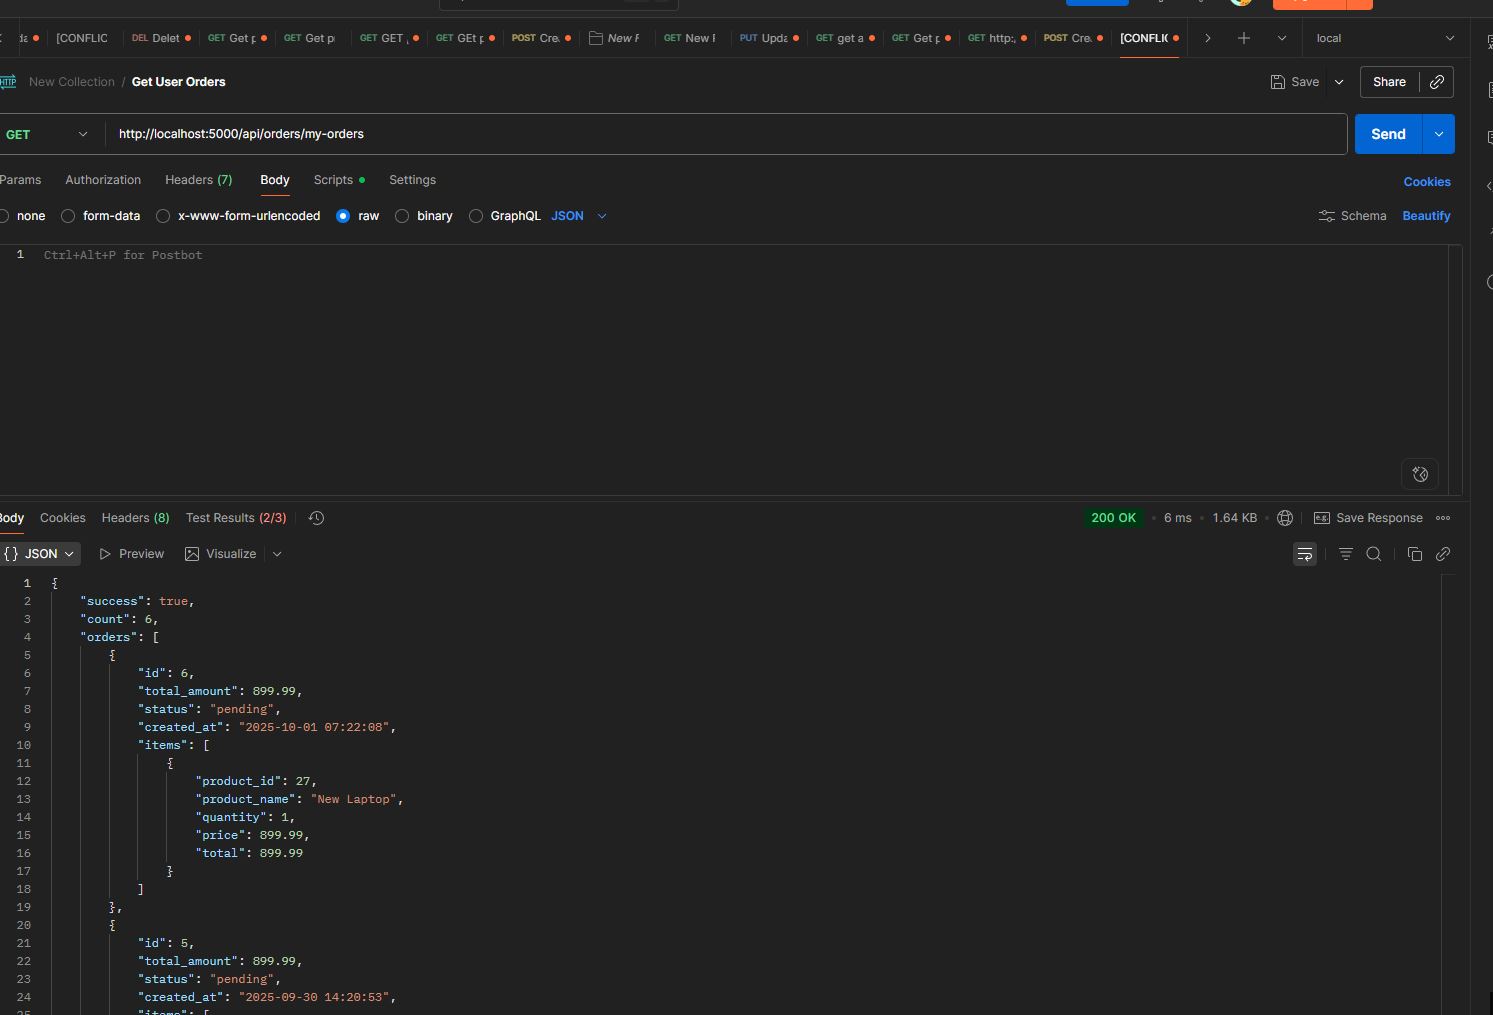 [CONFLIC DEL Delet GET Get p GET Get p GET GET GET GEt p POST Cre. New F GET New F PUT Upda GET get a GET Get p GET http:, POST Cre. [CONFLIC local
HTTP New Collection / Get User Orders Save Share
GET http://localhost:5000/api/orders/my-orders Send
Params Authorization Headers (7) Body Scripts Settings Cookies
none form-data x-www-form-urlencoded raw binary GraphQL JSON Schema Beautify
1 Ctrl+Alt+P for Postbot
Body Cookies Headers (8) Test Results (2/3) 200 OK • 6 ms • 1.64 KB • e.g. Save Response
{} JSON Preview Visualize
1 {
2 "success": true,
3 "count": 6,
4 "orders": [
5 {
6 "id": 6,
7 "total_amount": 899.99,
8 "status": "pending",
9 "created_at": "2025-10-01 07:22:08",
10 "items": [
11 {
12 "product_id": 27,
13 "product_name": "New Laptop",
14 "quantity": 1,
15 "price": 899.99,
16 "total": 899.99
17 }
18 ]
19 },
20 {
21 "id": 5,
22 "total_amount": 899.99,
23 "status": "pending",
24 "created_at": "2025-09-30 14:20:53",
25 "items": [